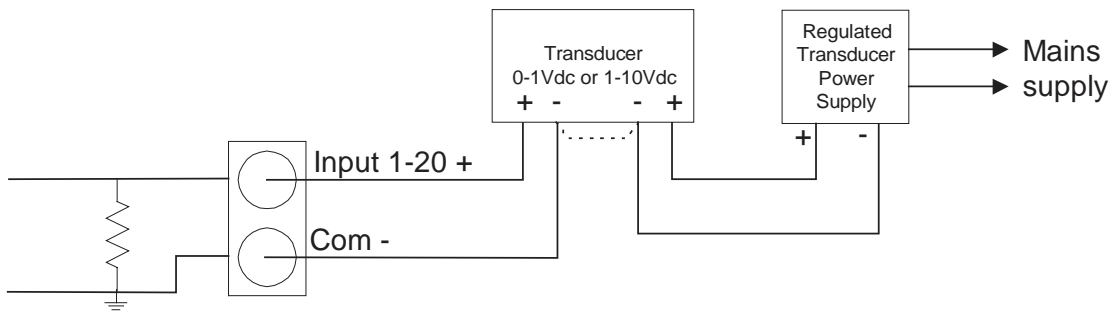 Transducer
0-1Vdc or 1-10Vdc
+ - - +
Regulated
Transducer
Power
Supply
+ -
Mains
supply
Input 1-20 +
Com -